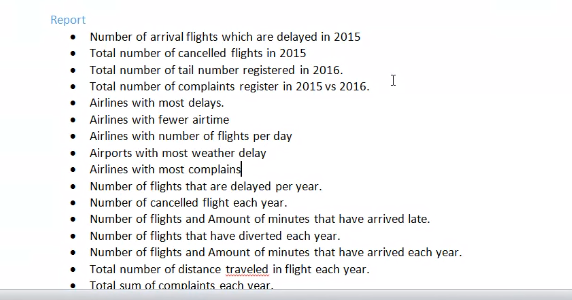 Report
• Number of arrival flights which are delayed in 2015
• Total number of cancelled flights in 2015
• Total number of tail number registered in 2016.
• Total number of complaints register in 2015 vs 2016.
• Airlines with most delays.
• Airlines with fewer airtime
• Airlines with number of flights per day
• Airports with most weather delay
• Airlines with most complains
• Number of flights that are delayed per year.
• Number of cancelled flight each year.
• Number of flights and Amount of minutes that have arrived late.
• Number of flights that have diverted each year.
• Number of flights and Amount of minutes that have arrived each year.
• Total number of distance traveled in flight each year.
• Total sum of complaints each year.